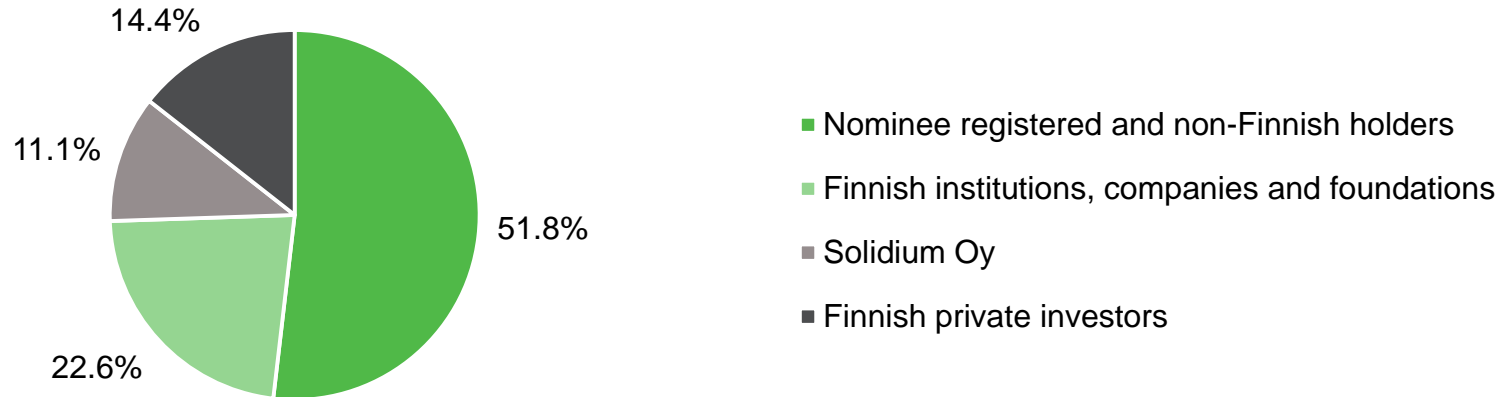 14.4%
11.1%
51.8%
22.6%
Nominee registered and non-Finnish holders
Finnish institutions, companies and foundations
Solidium Oy
Finnish private investors